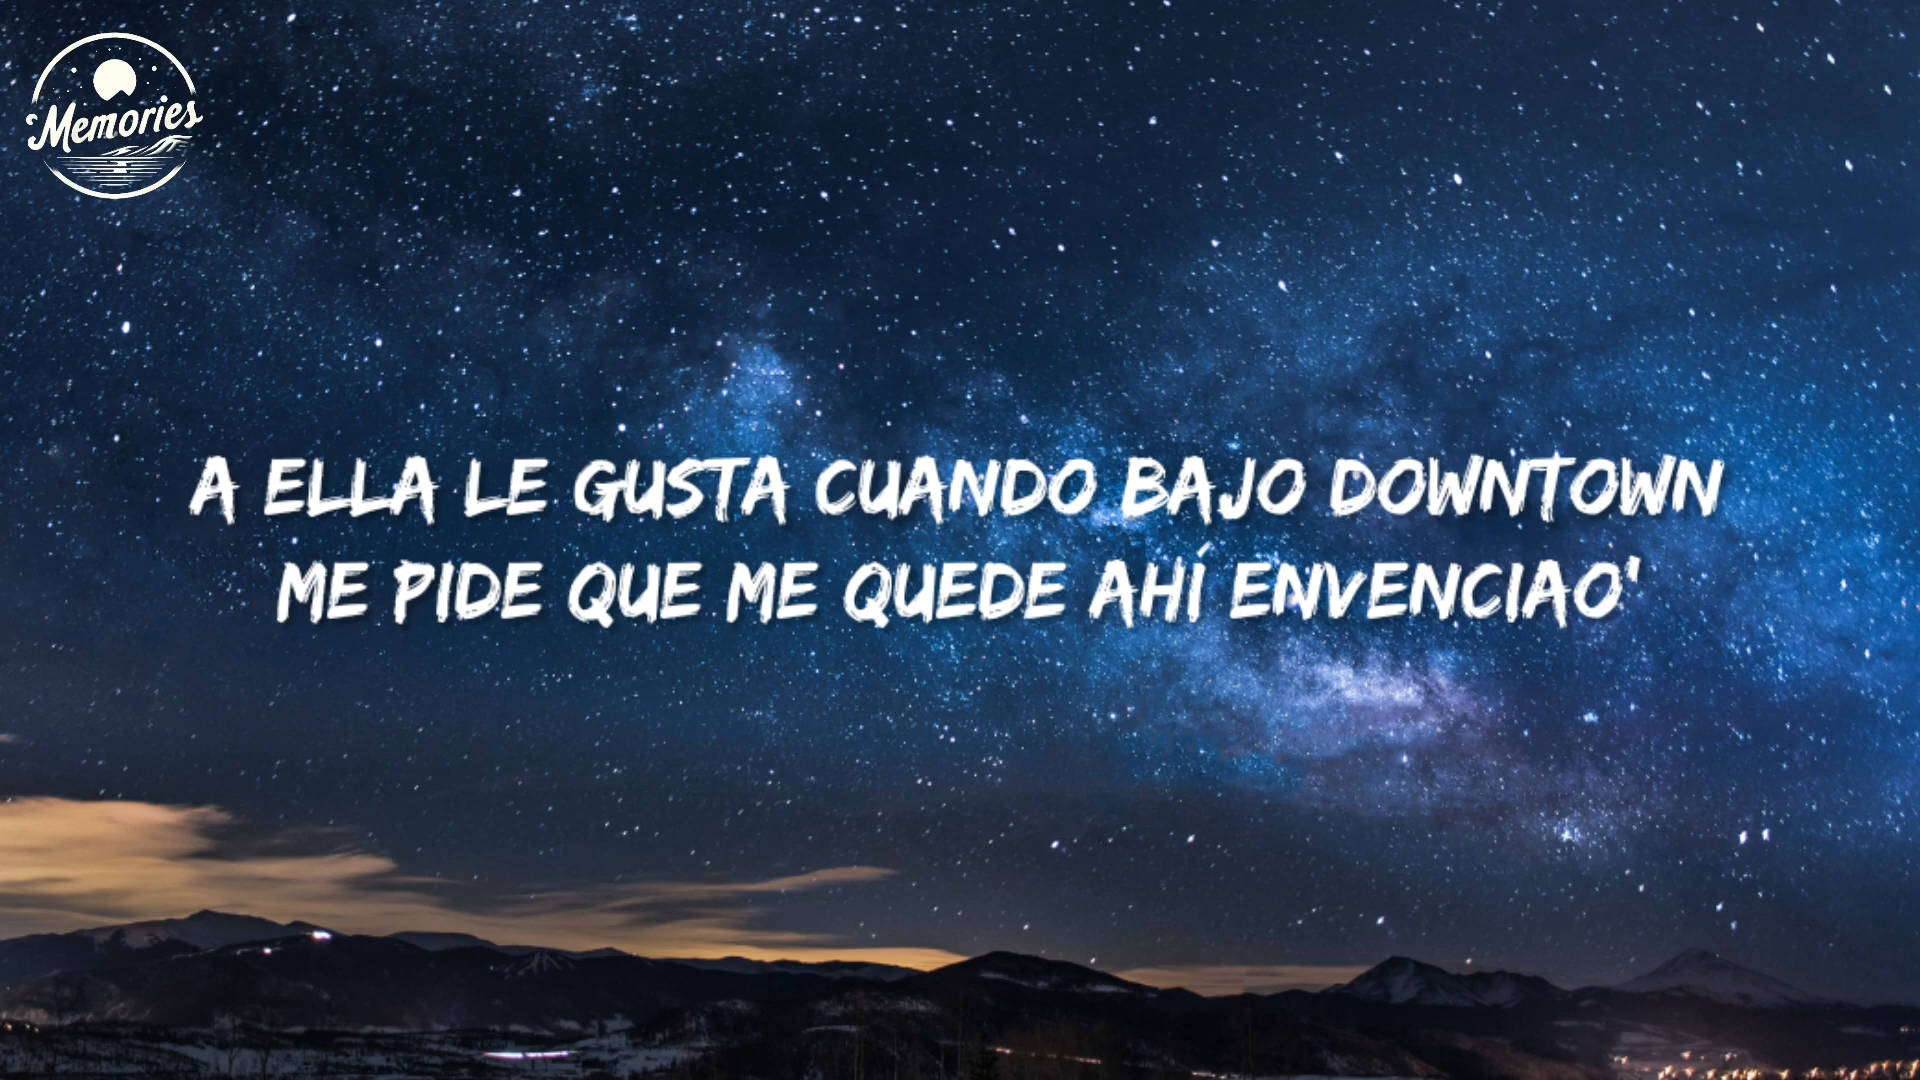 Memories
A ELLA LE GUSTA CUANDO BAJO DOWNTOWN
ME PIDE QUE ME QUEDE AHÍ ENVENCIAO'